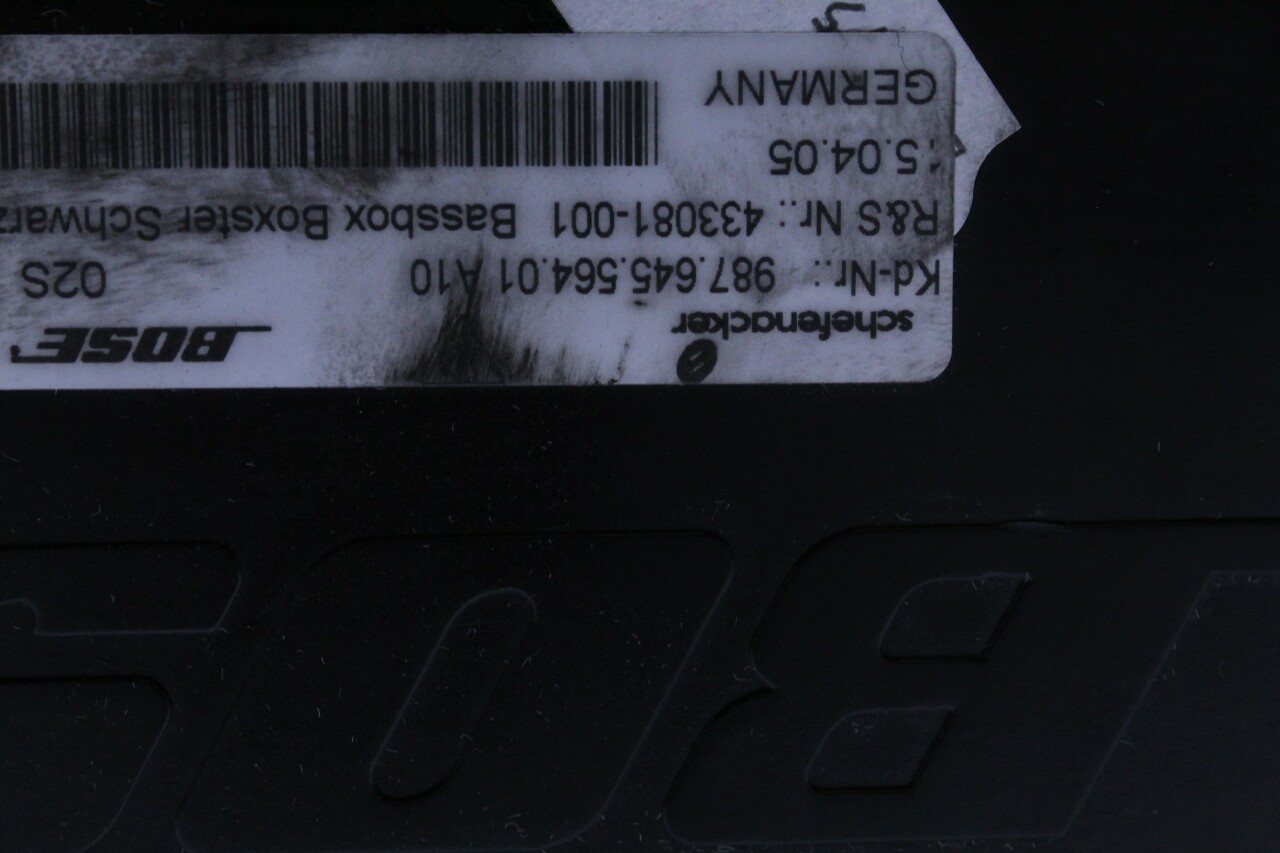 schefenacker BOSE
Kd-Nr.: 987.645.564.01 A10 02S
R&S Nr.: 433081-001 Bassbox Boxster Schwarz
5.04.05
GERMANY
BOS